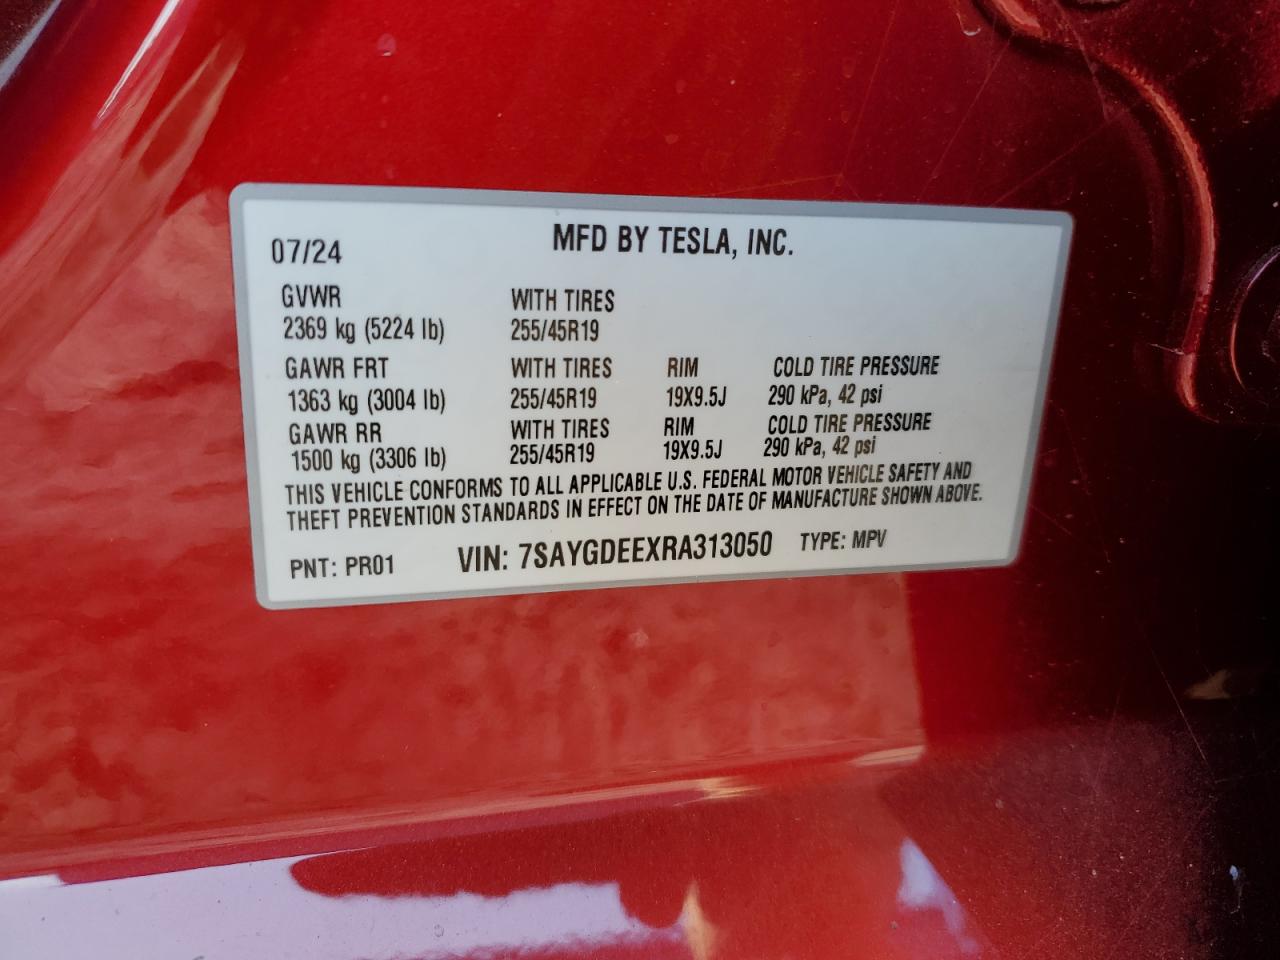 07/24 MFD BY TESLA, INC.
GVWR WITH TIRES
2369 kg (5224 lb) 255/45R19
GAWR FRT WITH TIRES RIM COLD TIRE PRESSURE
1363 kg (3004 lb) 255/45R19 19X9.5J 290 kPa, 42 psi
GAWR RR WITH TIRES RIM COLD TIRE PRESSURE
1500 kg (3306 lb) 255/45R19 19X9.5J 290 kPa, 42 psi
THIS VEHICLE CONFORMS TO ALL APPLICABLE U.S. FEDERAL MOTOR VEHICLE SAFETY AND
THEFT PREVENTION STANDARDS IN EFFECT ON THE DATE OF MANUFACTURE SHOWN ABOVE.
PNT: PR01 VIN: 7SAYGDEEXRA313050 TYPE: MPV